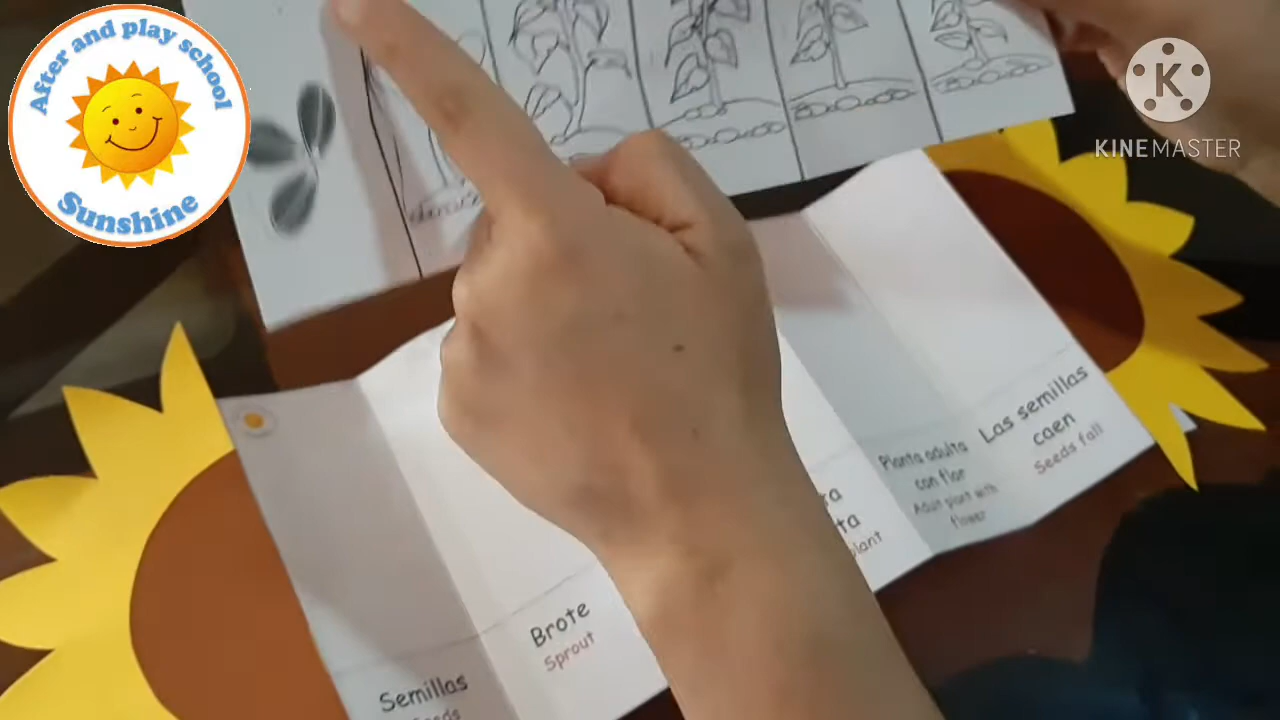 After and play school
Sunshine
KINEMASTER
Las semillas
caen
Seeds fall
Planta adulta
con flor
Adult plant with
flower
Brote
Sprout
Semillas